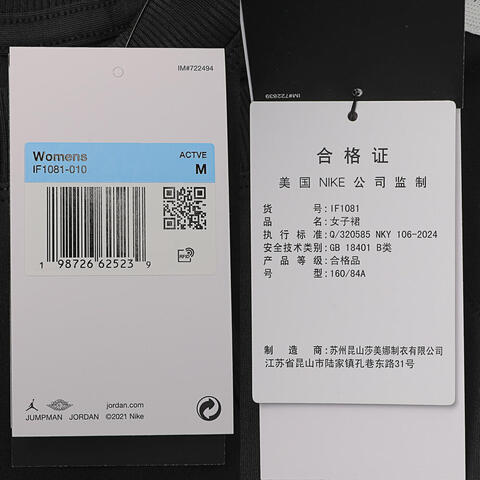 IM#722494
Womens
ACTVE
IF1081-010
M
RFID
1 98726 62523 9
JUMPMAN JORDAN
jordan.com
©2021 Nike
IM#722839
合格证
美国 NIKE 公司监制
货 号: IF1081
品 名: 女子裙
执行 标准: Q/320585 NKY 106-2024
安全技术类别: GB 18401 B类
产品等级: 合格品
号 型: 160/84A
制 造 商: 苏州昆山莎美娜制衣有限公司
江苏省昆山市陆家镇孔巷东路31号